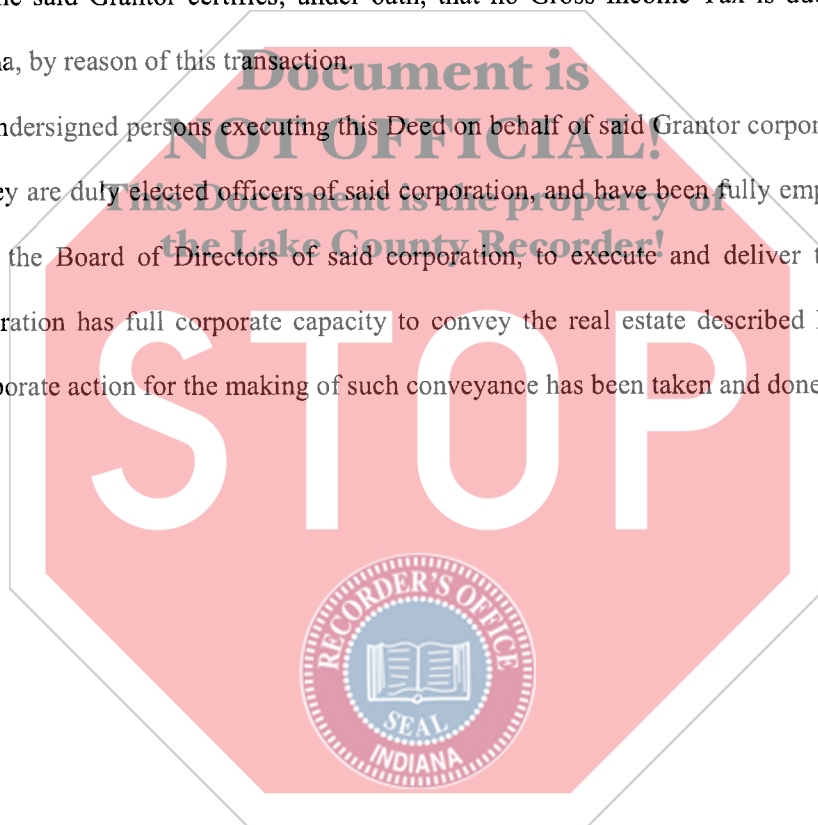 he said Grantor certifies, under oath, that no Gross Income Tax is du
na, by reason of this transaction.
Document is
ndersigned persons executing this Deed on behalf of said Grantor corpor
NOT OFFICIAL!
ey are duly elected officers of said corporation, and have been fully emp
This Document is the property of
the Board of Directors of said corporation, to execute and deliver t
the Lake County Recorder!
ration has full corporate capacity to convey the real estate described
porate action for the making of such conveyance has been taken and done
STOP
RECORDER'S OFFICE
SEAL
INDIANA